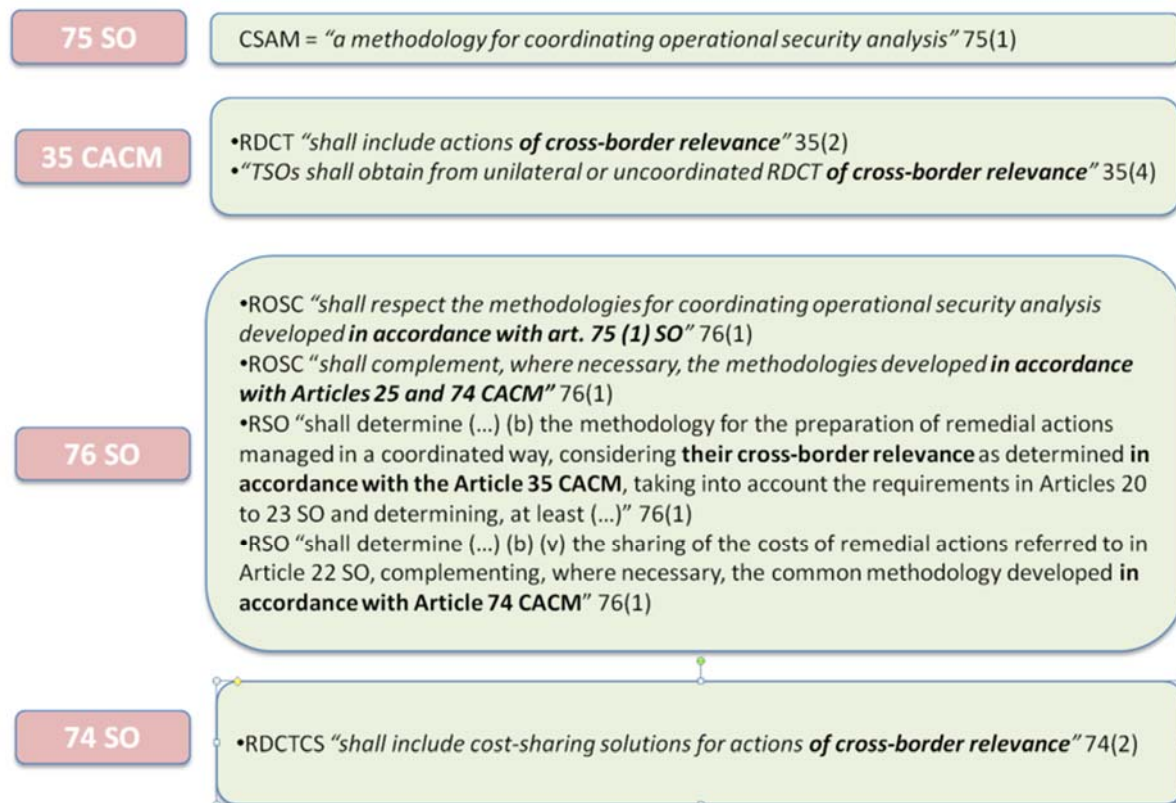 75 SO
CSAM = “a methodology for coordinating operational security analysis” 75(1)
35 CACM
•RDCT “shall include actions of cross-border relevance” 35(2)
•“TSOs shall obtain from unilateral or uncoordinated RDCT of cross-border relevance” 35(4)
76 SO
•ROSC “shall respect the methodologies for coordinating operational security analysis
developed in accordance with art. 75 (1) SO” 76(1)
•ROSC “shall complement, where necessary, the methodologies developed in accordance
with Articles 25 and 74 CACM” 76(1)
•RSO “shall determine (...) (b) the methodology for the preparation of remedial actions
managed in a coordinated way, considering their cross-border relevance as determined in
accordance with the Article 35 CACM, taking into account the requirements in Articles 20
to 23 SO and determining, at least (...)” 76(1)
•RSO “shall determine (...) (b) (v) the sharing of the costs of remedial actions referred to in
Article 22 SO, complementing, where necessary, the common methodology developed in
accordance with Article 74 CACM” 76(1)
74 SO
•RDCTCS “shall include cost-sharing solutions for actions of cross-border relevance” 74(2)